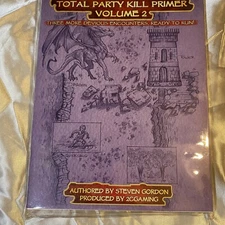 TOTAL PARTY KILL PRIMER
VOLUME 2
THREE MORE DEVIOUS ENCOUNTERS, READY TO RUN!
AUTHORED BY STEVEN GORDON
PRODUCED BY 2CGAMING